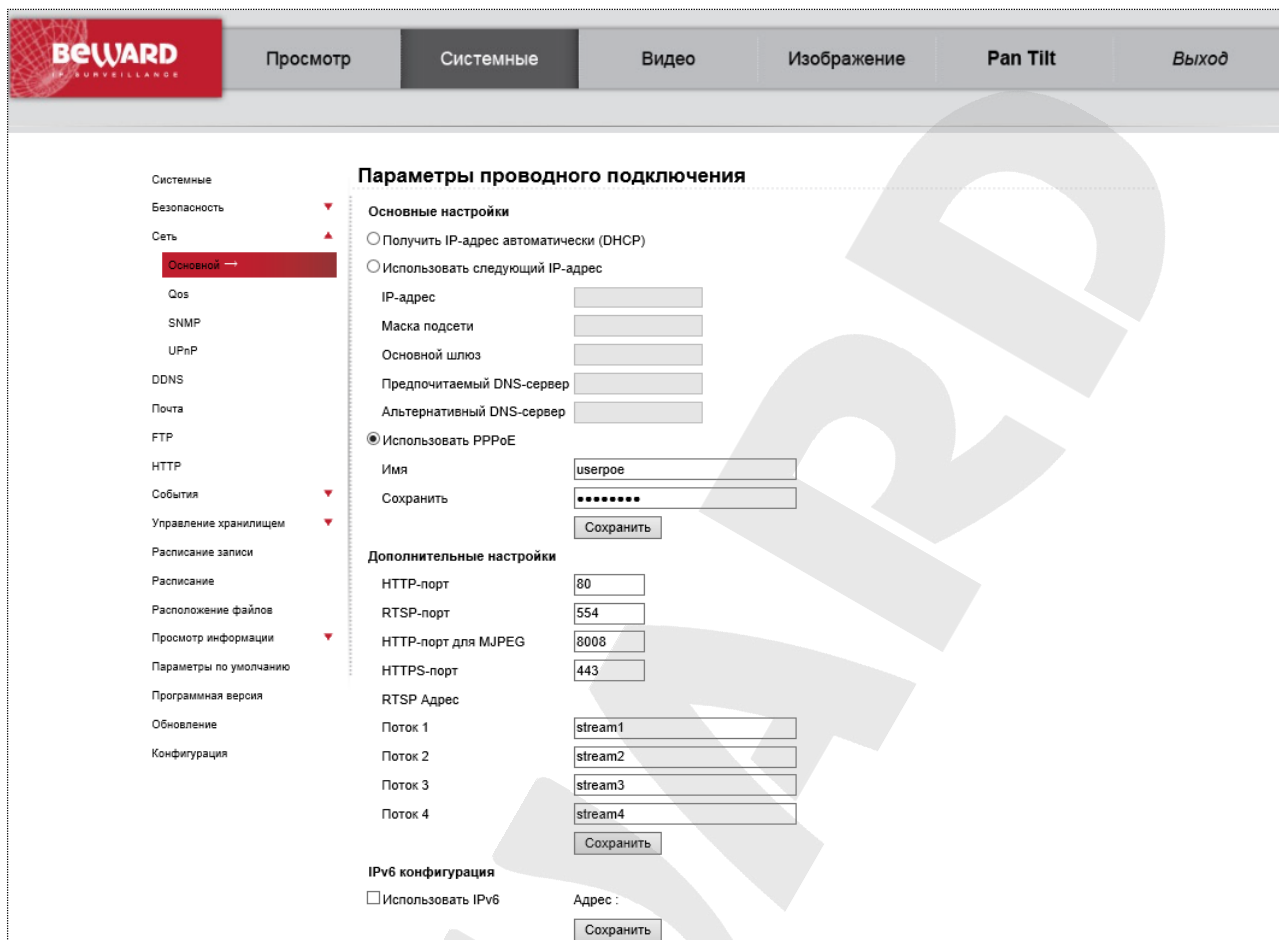 BEWARD
IP SURVEILLANCE
Просмотр
Системные
Видео
Изображение
Pan Tilt
Выход
Системные
Безопасность
Сеть
Основной →
Qos
SNMP
UPnP
DDNS
Почта
FTP
HTTP
События
Управление хранилищем
Расписание записи
Расписание
Расположение файлов
Просмотр информации
Параметры по умолчанию
Программная версия
Обновление
Конфигурация
Параметры проводного подключения
Основные настройки
Получить IP-адрес автоматически (DHCP)
Использовать следующий IP-адрес
IP-адрес
Маска подсети
Основной шлюз
Предпочитаемый DNS-сервер
Альтернативный DNS-сервер
Использовать PPPoE
Имя userpoe
Сохранить ●●●●●●●●
Сохранить
Дополнительные настройки
HTTP-порт 80
RTSP-порт 554
HTTP-порт для MJPEG 8008
HTTPS-порт 443
RTSP Адрес
Поток 1 stream1
Поток 2 stream2
Поток 3 stream3
Поток 4 stream4
Сохранить
IPv6 конфигурация
Использовать IPv6 Адрес :
Сохранить
WARD